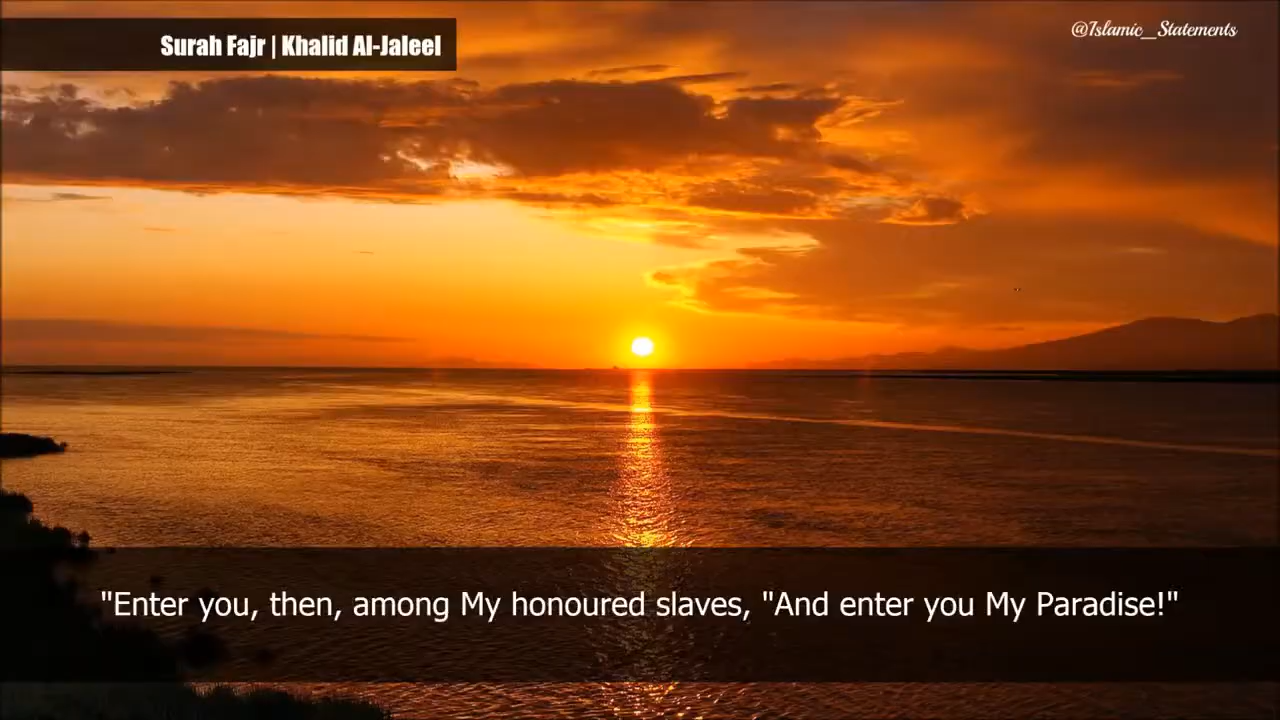 Surah Fajr | Khalid Al-Jaleel
@Islamic_Statements
"Enter you, then, among My honoured slaves, "And enter you My Paradise!"